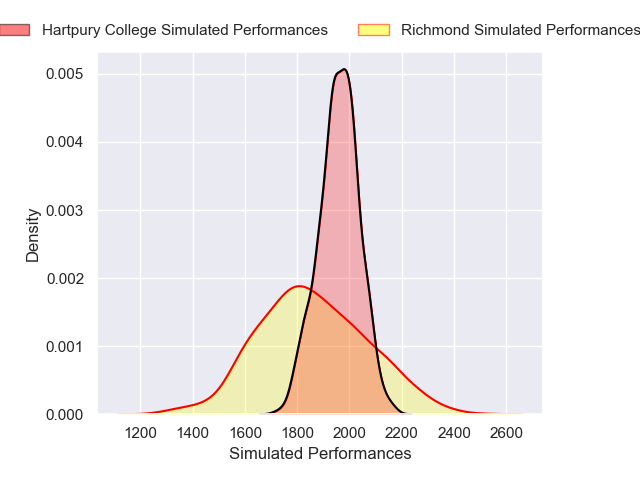 Hartpury College Simulated Performances Richmond Simulated Performances
0.005
0.004
0.003
0.002
0.001
0.000
Density
1200 1400 1600 1800 2000 2200 2400 2600
Simulated Performances